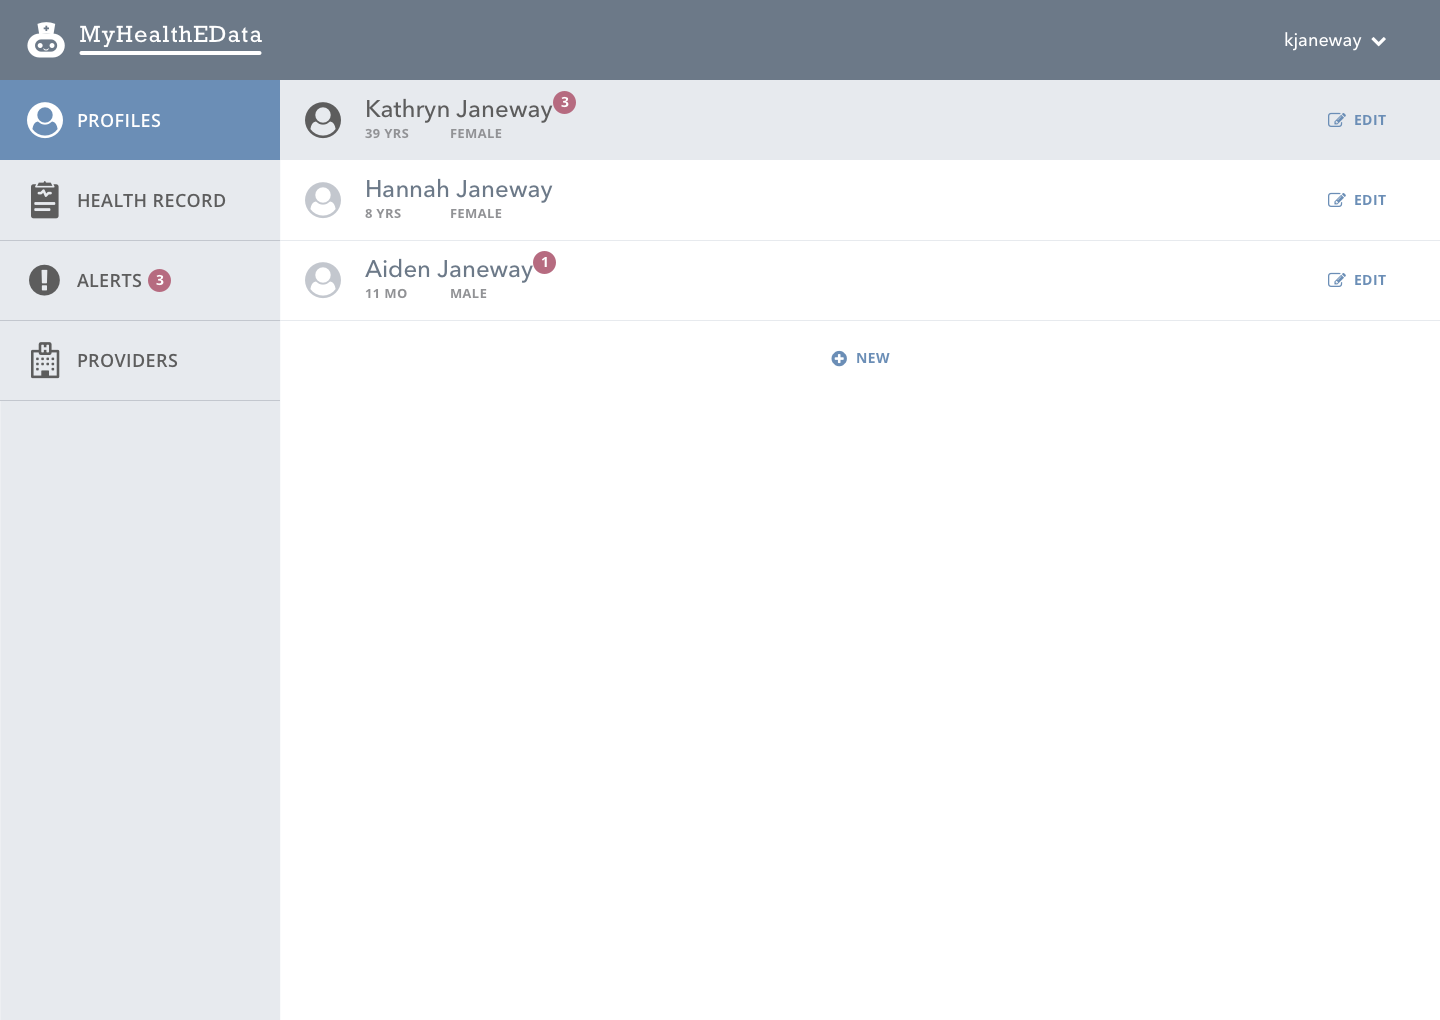 MyHealthEData
kjaneway
PROFILES
HEALTH RECORD
ALERTS 3
PROVIDERS
Kathryn Janeway 3
39 YRS FEMALE
EDIT
Hannah Janeway
8 YRS FEMALE
EDIT
Aiden Janeway 1
11 MO MALE
EDIT
NEW